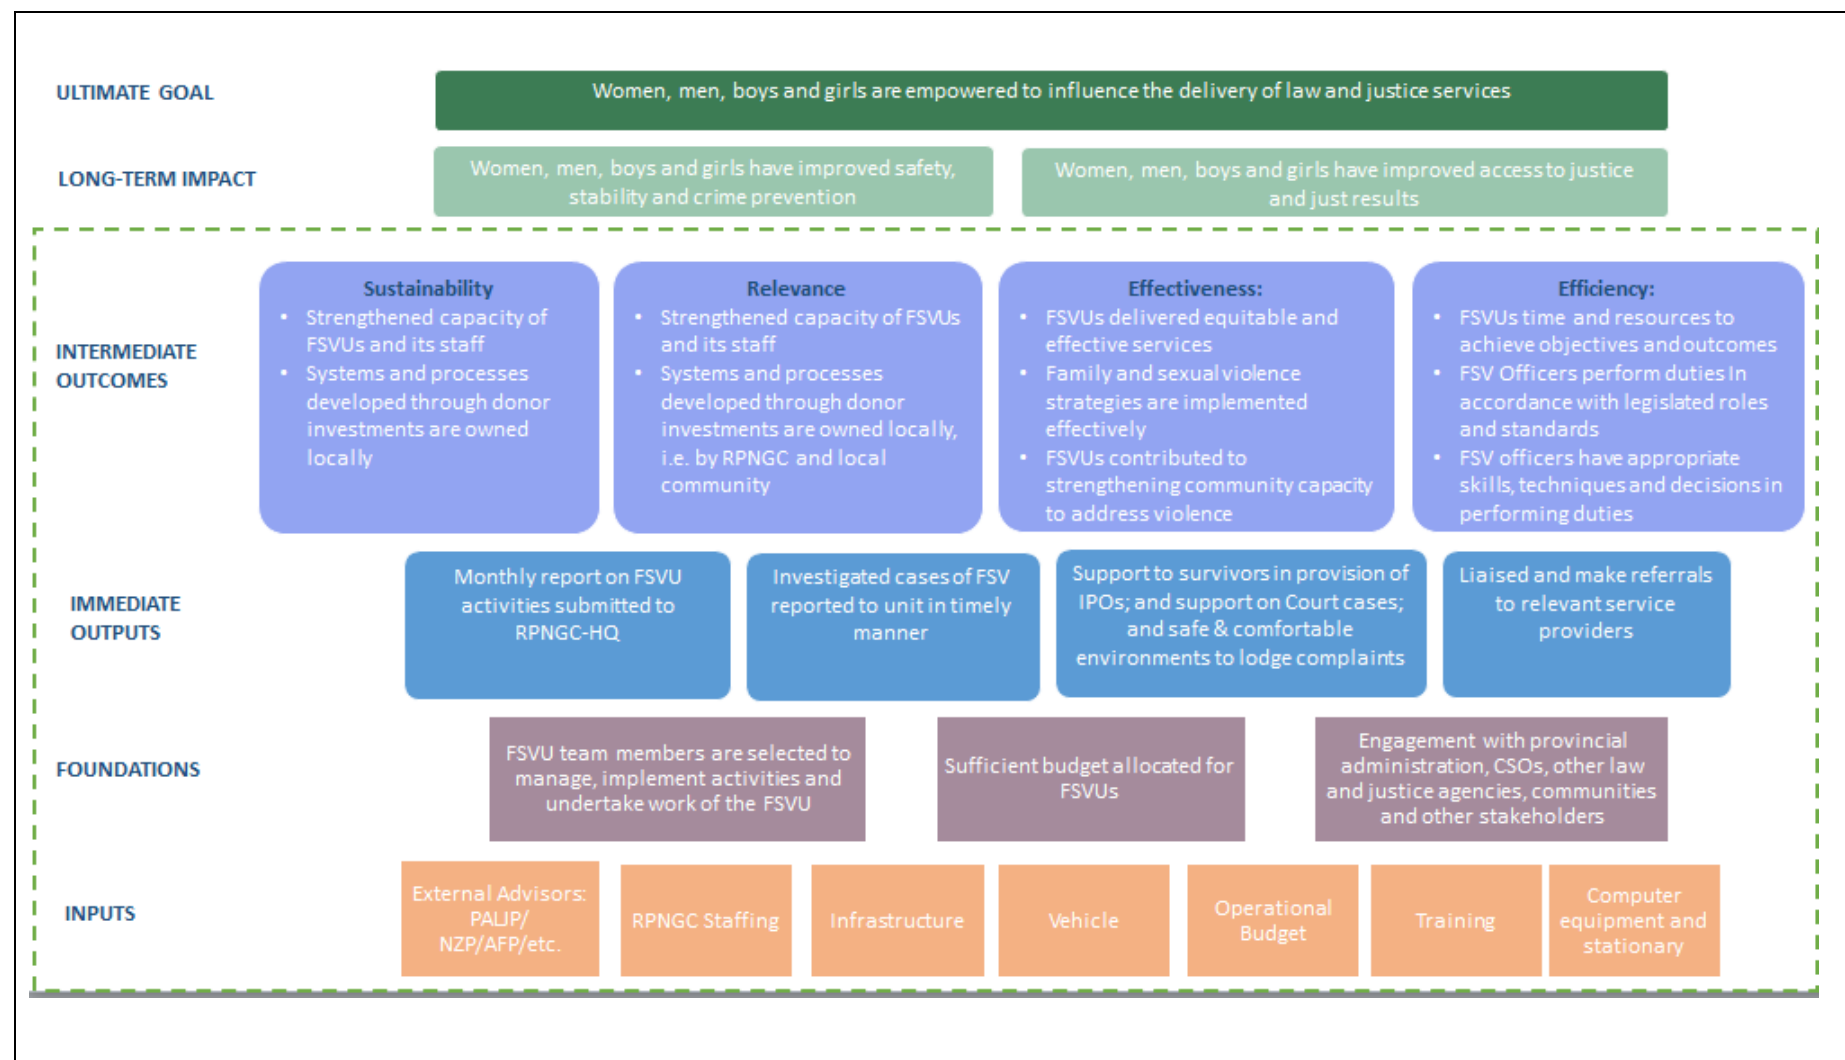 ULTIMATE GOAL
Women, men, boys and girls are empowered to influence the delivery of law and justice services
LONG-TERM IMPACT
Women, men, boys and girls have improved safety,
stability and crime prevention
Women, men, boys and girls have improved access to justice
and just results
INTERMEDIATE
OUTCOMES
Sustainability
• Strengthened capacity of
FSVUs and its staff
• Systems and processes
developed through donor
investments are owned
locally
Relevance
• Strengthened capacity of FSVUs
and its staff
• Systems and processes
developed through donor
investments are owned locally,
i.e. by RPNGC and local
community
Effectiveness:
• FSVUs delivered equitable and
effective services
• Family and sexual violence
strategies are implemented
effectively
• FSVUs contributed to
strengthening community capacity
to address violence
Efficiency:
• FSVUs time and resources to
achieve objectives and outcomes
• FSV Officers perform duties In
accordance with legislated roles
and standards
• FSV officers have appropriate
skills, techniques and decisions in
performing duties
IMMEDIATE
OUTPUTS
Monthly report on FSVU
activities submitted to
RPNGC-HQ
Investigated cases of FSV
reported to unit in timely
manner
Support to survivors in provision of
IPOs; and support on Court cases;
and safe & comfortable
environments to lodge complaints
Liaised and make referrals
to relevant service
providers
FOUNDATIONS
FSVU team members are selected to
manage, implement activities and
undertake work of the FSVU
Sufficient budget allocated for
FSVUs
Engagement with provincial
administration, CSOs, other law
and justice agencies, communities
and other stakeholders
INPUTS
External Advisors:
PALJP/
NZP/AFP/etc.
RPNGC Staffing
Infrastructure
Vehicle
Operational
Budget
Training
Computer
equipment and
stationary